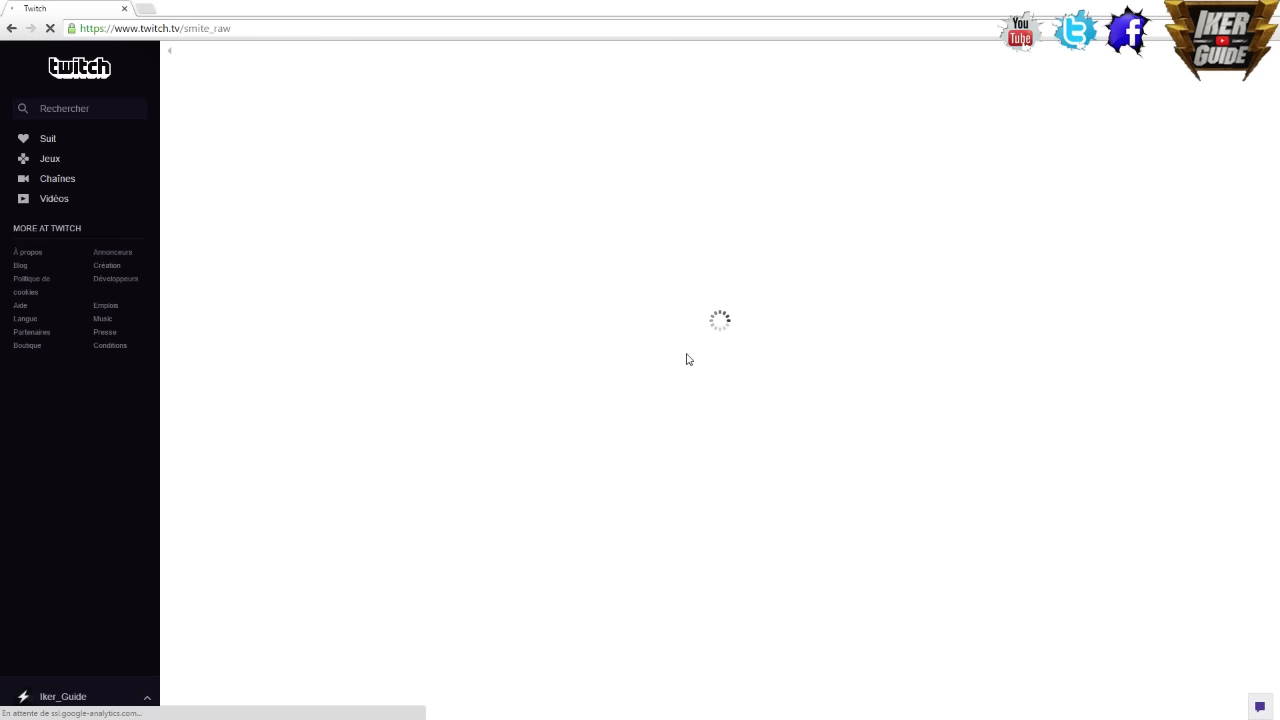 Twitch
https://www.twitch.tv/smite_raw
You
Tube
IKER
GUIDE
twitch
Rechercher
Suit
Jeux
Chaînes
Vidéos
MORE AT TWITCH
À propos
Annonceurs
Blog
Création
Politique de
cookies
Développeurs
Aide
Emplois
Langue
Music
Partenaires
Presse
Boutique
Conditions
Iker_Guide
En attente de ssl.google-analytics.com...